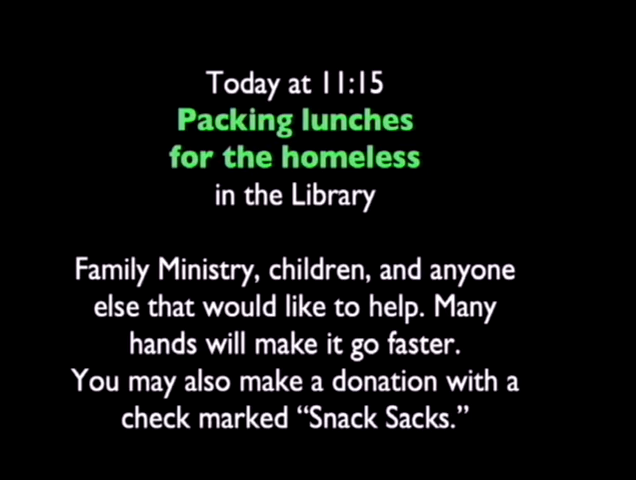 Today at 11:15
Packing lunches
for the homeless
in the Library
Family Ministry, children, and anyone
else that would like to help. Many
hands will make it go faster.
You may also make a donation with a
check marked “Snack Sacks.”